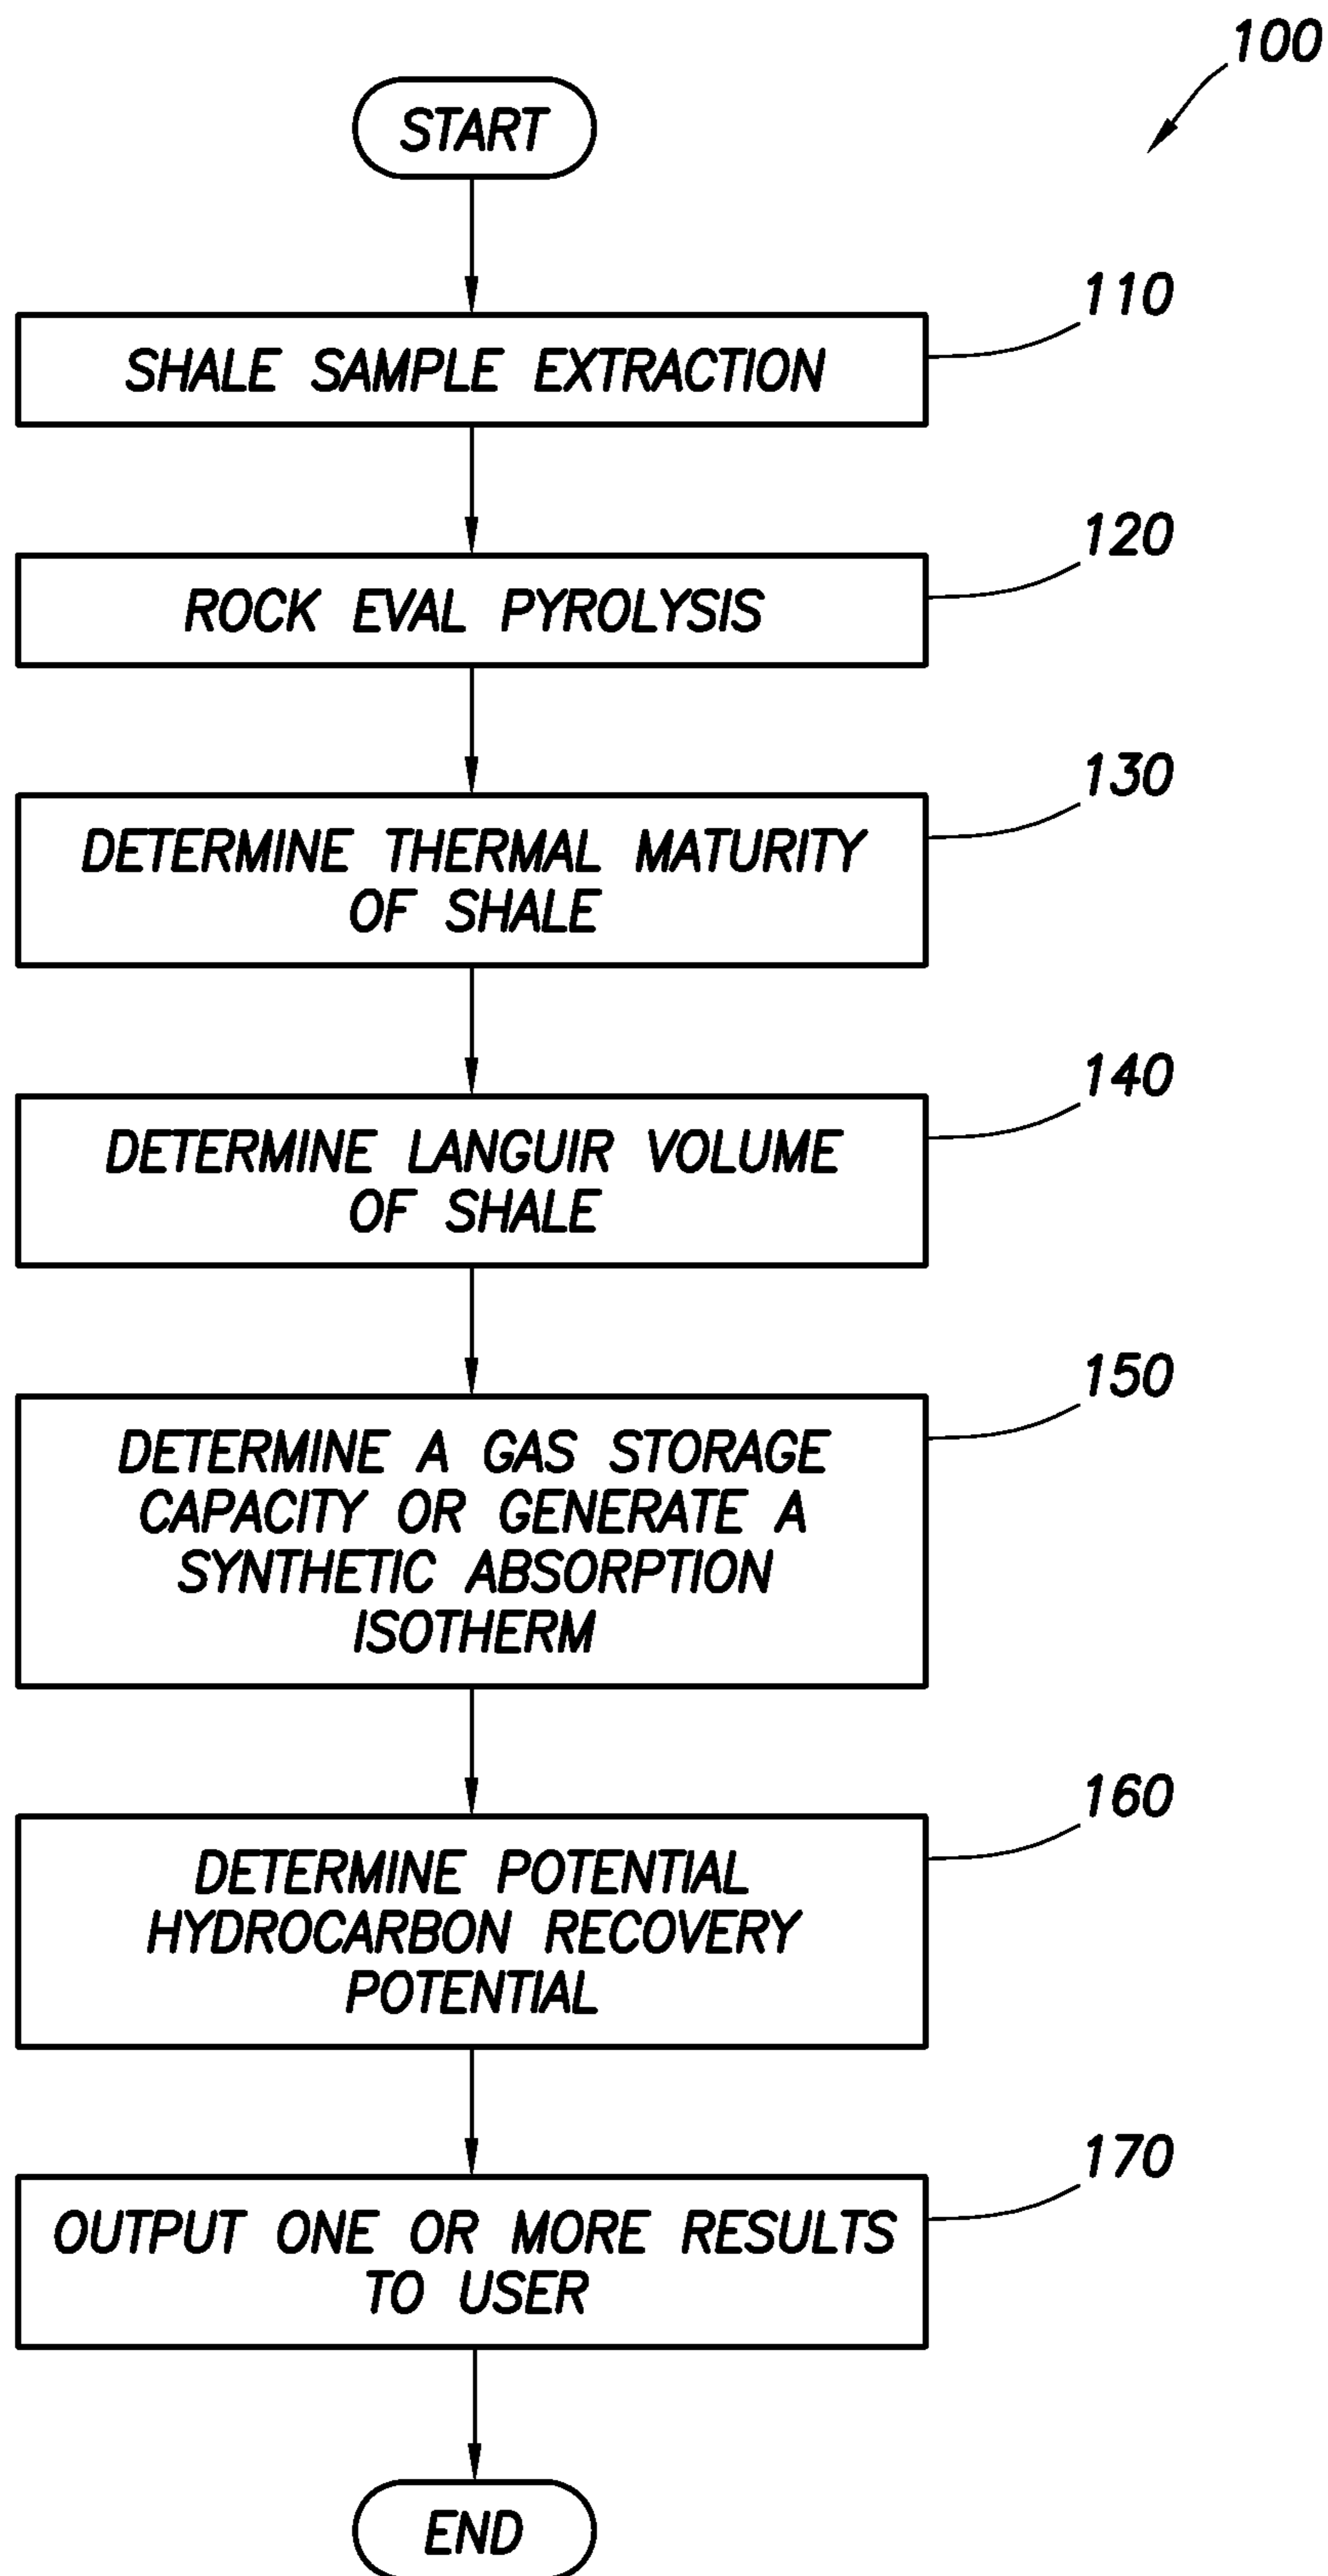 100
START
110
SHALE SAMPLE EXTRACTION
120
ROCK EVAL PYROLYSIS
130
DETERMINE THERMAL MATURITY
OF SHALE
140
DETERMINE LANGUIR VOLUME
OF SHALE
150
DETERMINE A GAS STORAGE
CAPACITY OR GENERATE A
SYNTHETIC ABSORPTION
ISOTHERM
160
DETERMINE POTENTIAL
HYDROCARBON RECOVERY
POTENTIAL
170
OUTPUT ONE OR MORE RESULTS
TO USER
END